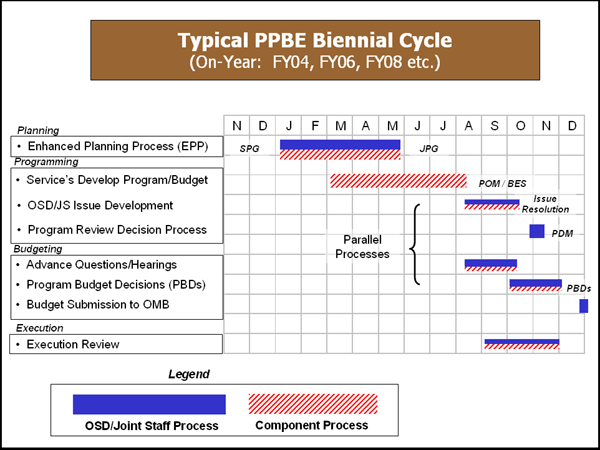 Typical PPBE Biennial Cycle
(On-Year: FY04, FY06, FY08 etc.)
N D J F M A M J J A S O N D
Planning
• Enhanced Planning Process (EPP)
SPG
JPG
Programming
• Service's Develop Program/Budget
POM / BES
• OSD/JS Issue Development
Issue
Resolution
• Program Review Decision Process
PDM
Parallel
Processes
Budgeting
• Advance Questions/Hearings
• Program Budget Decisions (PBDs)
PBDs
• Budget Submission to OMB
Execution
• Execution Review
Legend
OSD/Joint Staff Process
Component Process